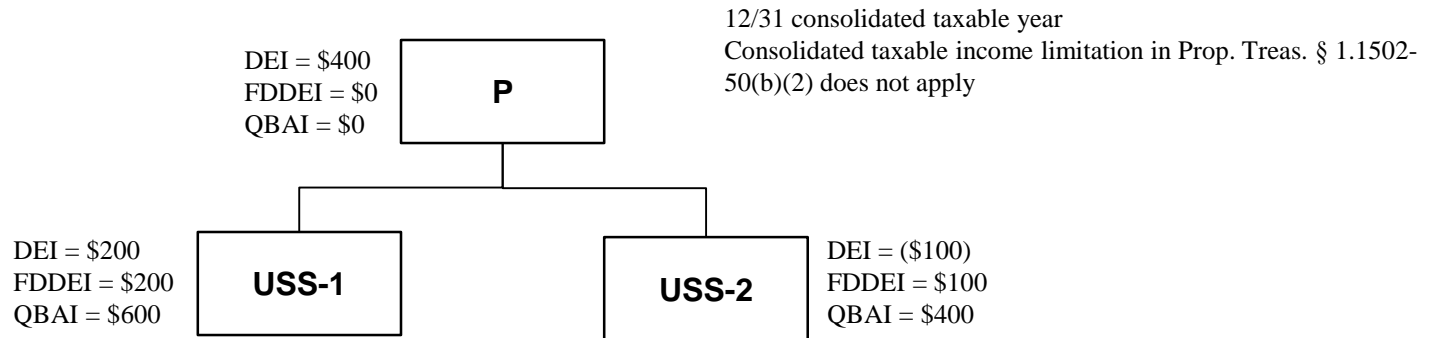 12/31 consolidated taxable year
Consolidated taxable income limitation in Prop. Treas. § 1.1502-
50(b)(2) does not apply
DEI = $400
FDDEI = $0
QBAI = $0
P
DEI = $200
FDDEI = $200
QBAI = $600
USS-1
USS-2
DEI = ($100)
FDDEI = $100
QBAI = $400